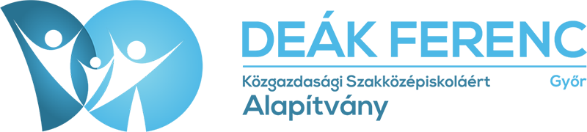 DEÁK FERENC
Közgazdasági Szakközépiskoláért Győr
Alapítvány